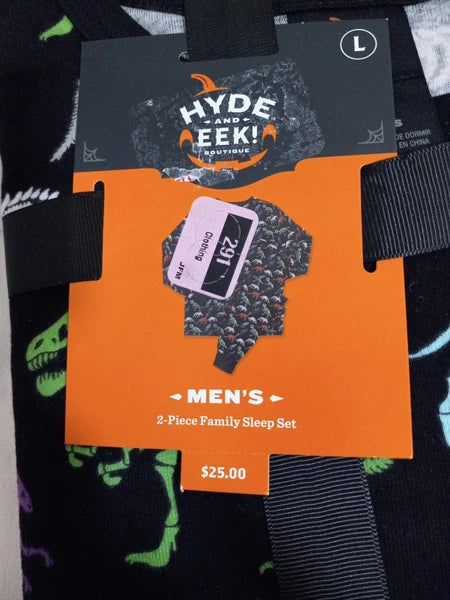 L
HYDE
AND
EEK!
BOUTIQUE
S
DE DORMIR
EN CHINA
291
Clothing
JFM
MEN'S
2-Piece Family Sleep Set
$25.00